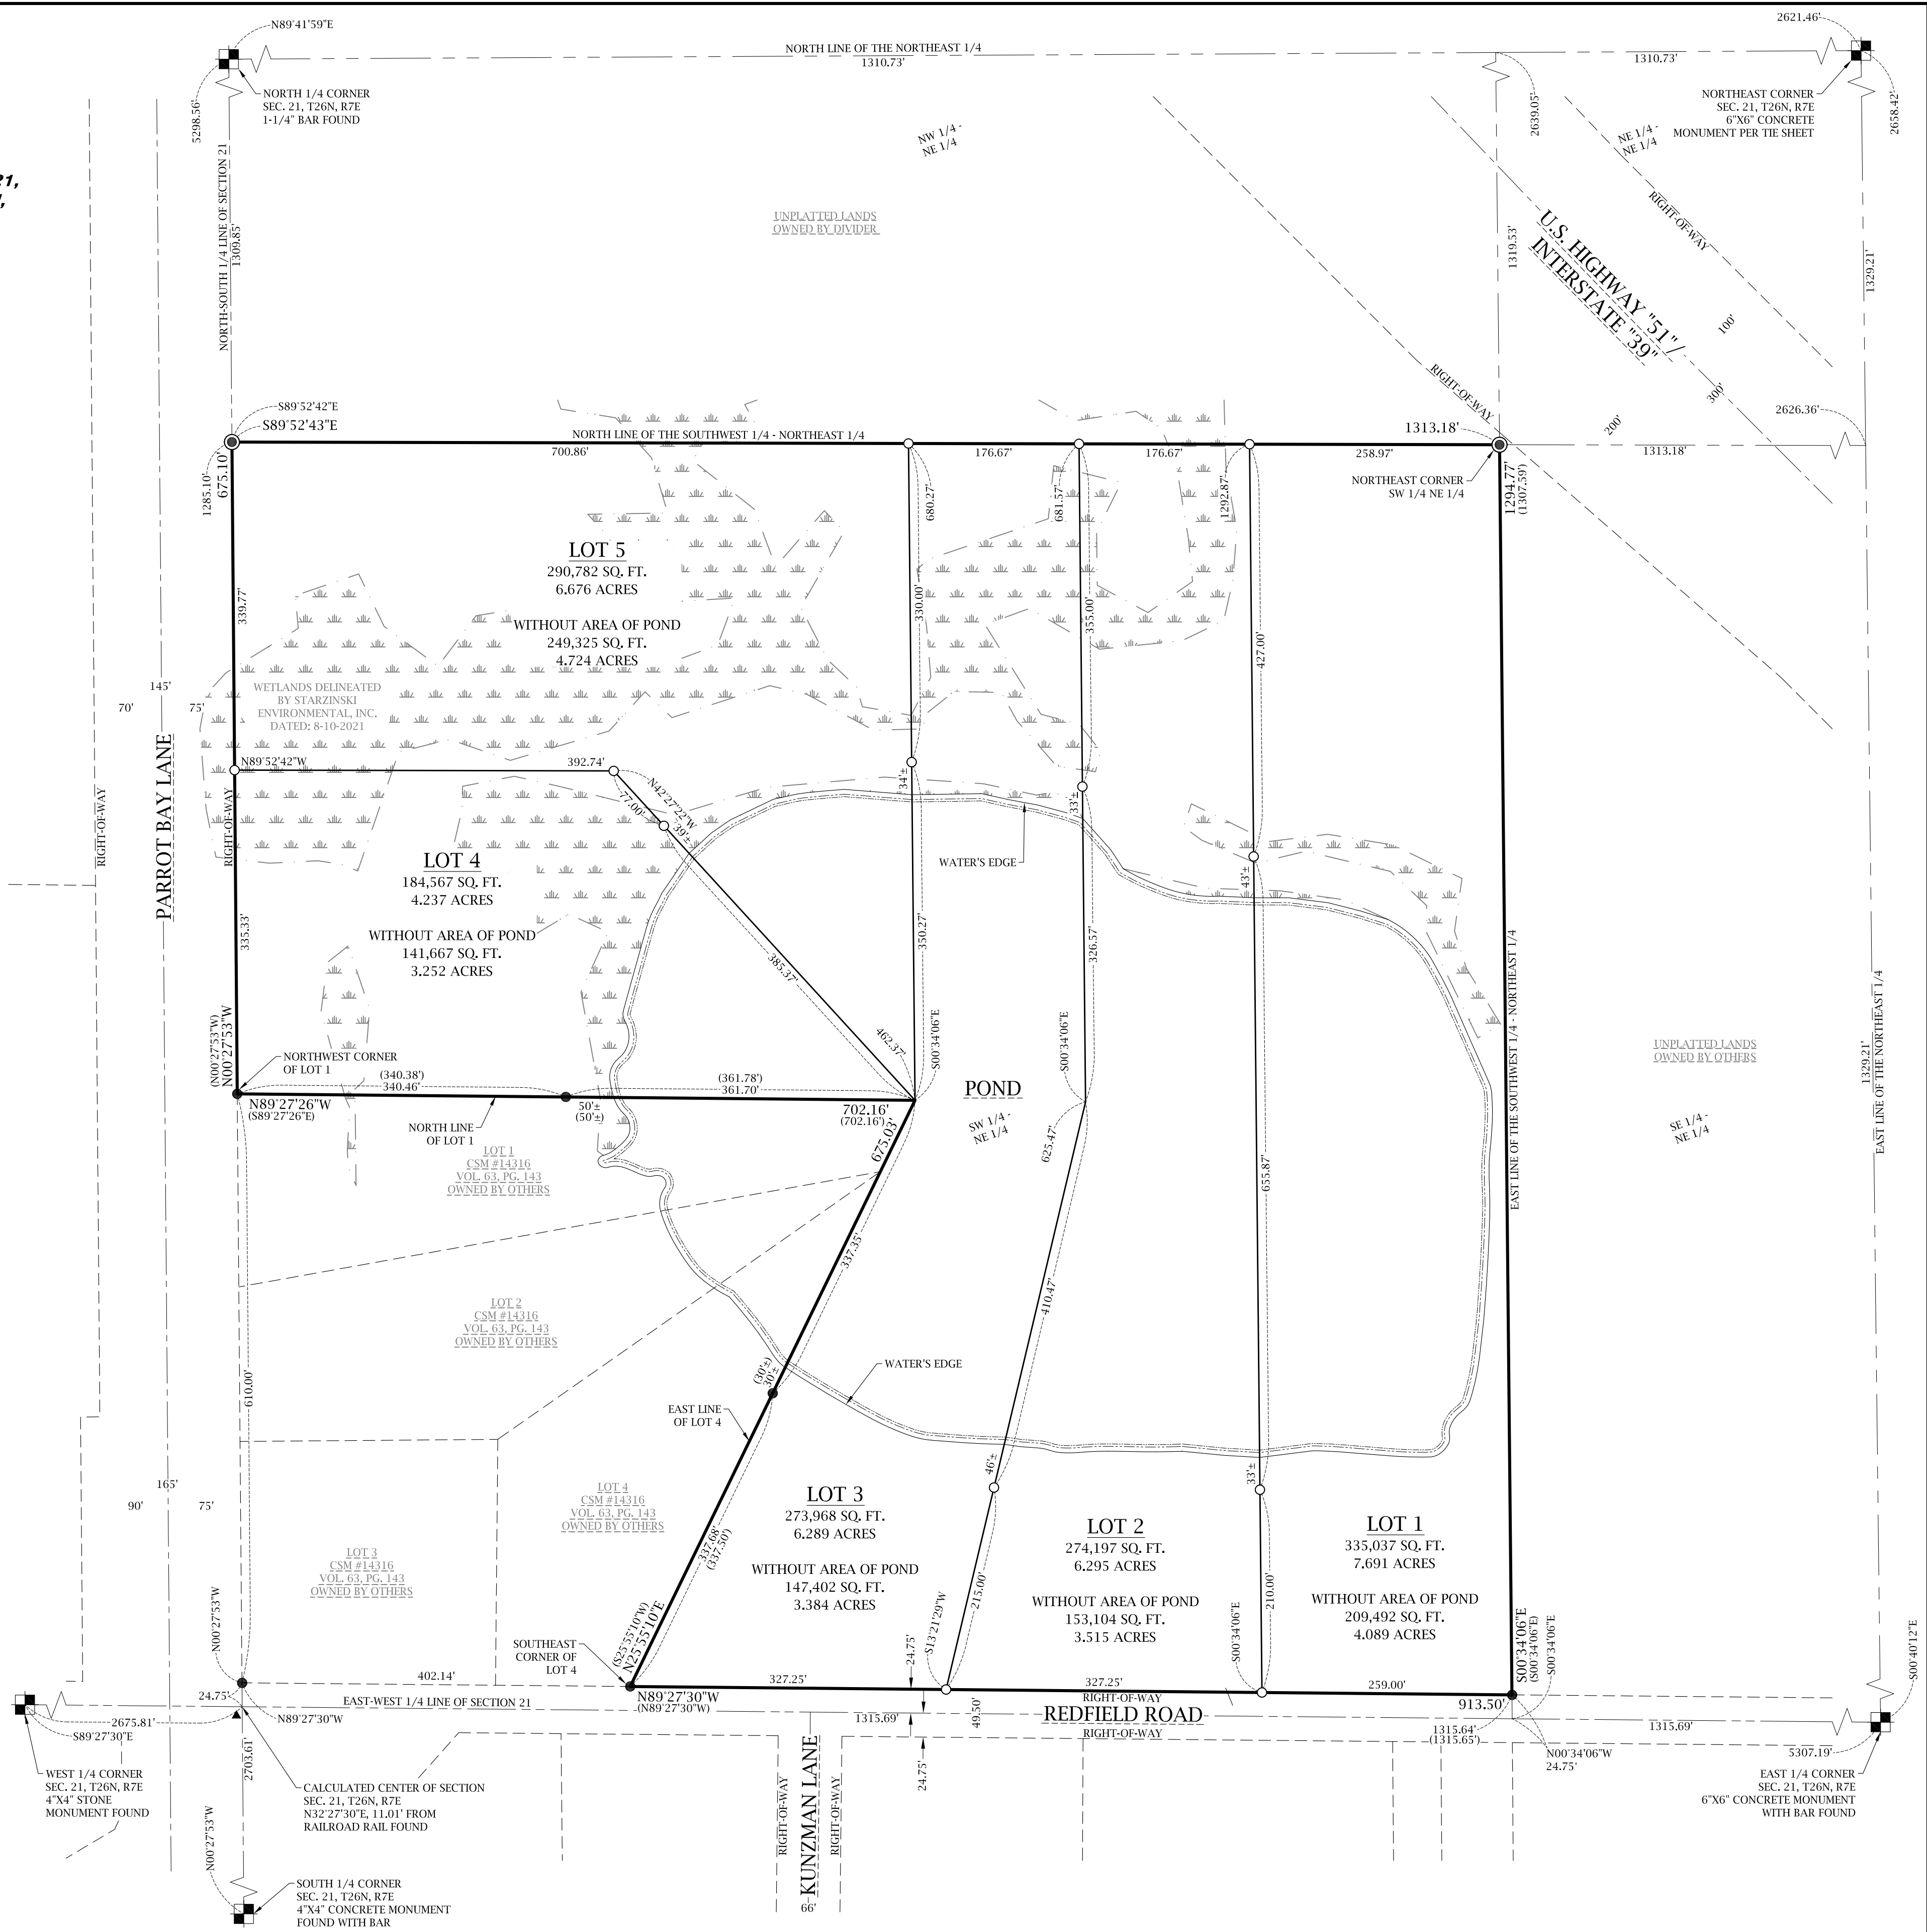 N89°41'59"E
2621.46'
NORTH LINE OF THE NORTHEAST 1/4
1310.73'
1310.73'
NORTH 1/4 CORNER
SEC. 21, T26N, R7E
1-1/4" BAR FOUND
NORTHEAST CORNER
SEC. 21, T26N, R7E
6"X6" CONCRETE
MONUMENT PER TIE SHEET
5298.56'
2639.05'
2658.42'
NW 1/4 -
NE 1/4
NE 1/4 -
NE 1/4
21,
NORTH-SOUTH 1/4 LINE OF SECTION 21
1309.85'
UNPLATTED LANDS
OWNED BY DIVIDER
1319.53'
1329.21'
RIGHT-OF-WAY
U.S. HIGHWAY "51"/
INTERSTATE "39"
100'
300'
200'
RIGHT-OF-WAY
S89°52'42"E
S89°52'43"E
NORTH LINE OF THE SOUTHWEST 1/4 - NORTHEAST 1/4
1313.18'
2626.36'
700.86'
176.67'
176.67'
258.97'
1313.18'
NORTHEAST CORNER
SW 1/4 NE 1/4
1285.10'
675.10'
680.27'
681.57'
1292.87'
1294.77'
(1307.59')
LOT 5
290,782 SQ. FT.
6.676 ACRES
WITHOUT AREA OF POND
249,325 SQ. FT.
4.724 ACRES
339.77'
330.00'
355.00'
427.00'
WETLANDS DELINEATED
BY STARZINSKI
ENVIRONMENTAL, INC.
DATED: 8-10-2021
145'
70'
75'
PARROT BAY LANE
RIGHT-OF-WAY
RIGHT-OF-WAY
N89°52'42"W
392.74'
N42°27'22"W
77.00'
39'±
34'±
33'±
43'±
WATER'S EDGE
LOT 4
184,567 SQ. FT.
4.237 ACRES
WITHOUT AREA OF POND
141,667 SQ. FT.
3.252 ACRES
335.33'
385.37'
462.37'
350.27'
326.57'
S00°34'06"E
S00°34'06"E
(N00°27'53"W)
N00°27'53"W
NORTHWEST CORNER
OF LOT 1
(340.38')
340.46'
(361.78')
361.70'
N89°27'26"W
(S89°27'26"E)
50'±
(50'±)
702.16'
(702.16')
NORTH LINE
OF LOT 1
POND
SW 1/4 -
NE 1/4
EAST LINE OF THE SOUTHWEST 1/4 - NORTHEAST 1/4
UNPLATTED LANDS
OWNED BY OTHERS
SE 1/4 -
NE 1/4
1329.21'
EAST LINE OF THE NORTHEAST 1/4
LOT 1
CSM #14316
VOL. 63, PG. 143
OWNED BY OTHERS
675.03'
625.47'
655.87'
337.35'
410.47'
LOT 2
CSM #14316
VOL. 63, PG. 143
OWNED BY OTHERS
610.00'
(30'±)
30'±
WATER'S EDGE
EAST LINE
OF LOT 4
165'
90'
75'
LOT 4
CSM #14316
VOL. 63, PG. 143
OWNED BY OTHERS
LOT 3
CSM #14316
VOL. 63, PG. 143
OWNED BY OTHERS
337.68'
(337.50')
46'±
33'±
LOT 3
273,968 SQ. FT.
6.289 ACRES
WITHOUT AREA OF POND
147,402 SQ. FT.
3.384 ACRES
LOT 2
274,197 SQ. FT.
6.295 ACRES
WITHOUT AREA OF POND
153,104 SQ. FT.
3.515 ACRES
LOT 1
335,037 SQ. FT.
7.691 ACRES
WITHOUT AREA OF POND
209,492 SQ. FT.
4.089 ACRES
215.00'
210.00'
N00°27'53"W
SOUTHEAST
CORNER OF
LOT 4
(S25°55'10"W)
N25°55'10"E
24.75'
S13°21'29"W
S00°34'06"E
S00°34'06"E
(S00°34'06"E)
S00°34'06"E
S00°40'12"E
402.14'
327.25'
327.25'
259.00'
24.75'
EAST-WEST 1/4 LINE OF SECTION 21
N89°27'30"W
(N89°27'30"W)
RIGHT-OF-WAY
913.50'
2675.81'
N89°27'30"W
S89°27'30"E
1315.69'
49.50'
REDFIELD ROAD
RIGHT-OF-WAY
1315.64'
(1315.65')
1315.69'
N00°34'06"W
24.75'
5307.19'
2703.61'
24.75'
WEST 1/4 CORNER
SEC. 21, T26N, R7E
4"X4" STONE
MONUMENT FOUND
CALCULATED CENTER OF SECTION
SEC. 21, T26N, R7E
N32°27'30"E, 11.01' FROM
RAILROAD RAIL FOUND
EAST 1/4 CORNER
SEC. 21, T26N, R7E
6"X6" CONCRETE MONUMENT
WITH BAR FOUND
RIGHT-OF-WAY
KUNZMAN LANE
RIGHT-OF-WAY
66'
N00°27'53"W
SOUTH 1/4 CORNER
SEC. 21, T26N, R7E
4"X4" CONCRETE MONUMENT
FOUND WITH BAR